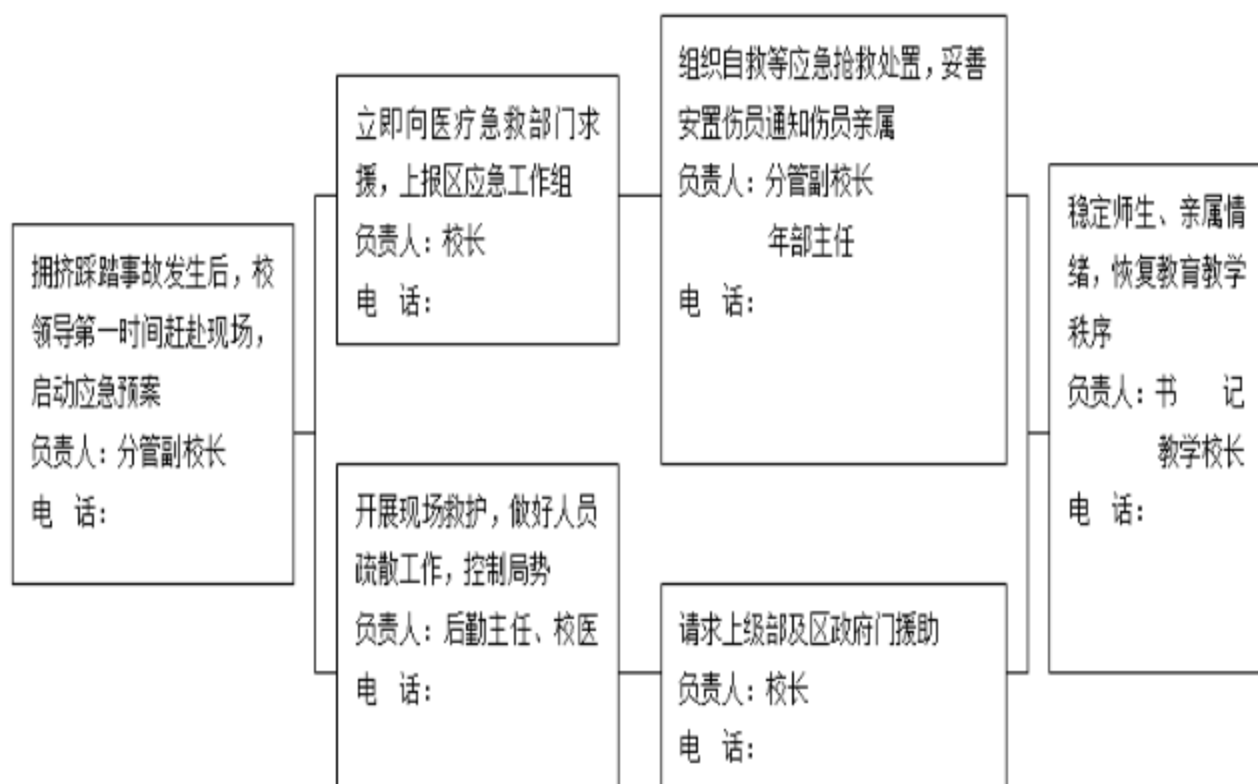 拥挤踩踏事故发生后，校
领导第一时间赶赴现场，
启动应急预案
负责人：分管副校长
电　话：
立即向医疗急救部门求
援，上报区应急工作组
负责人：校长
电　话：
开展现场救护，做好人员
疏散工作，控制局势
负责人：后勤主任、校医
电　话：
组织自救等应急抢救处置，妥善
安置伤员通知伤员亲属
负责人：分管副校长
年部主任
电　话：
请求上级部及区政府门援助
负责人：校长
电　话：
稳定师生、亲属情
绪，恢复教育教学
秩序
负责人：书　　记
教学校长
电　话：